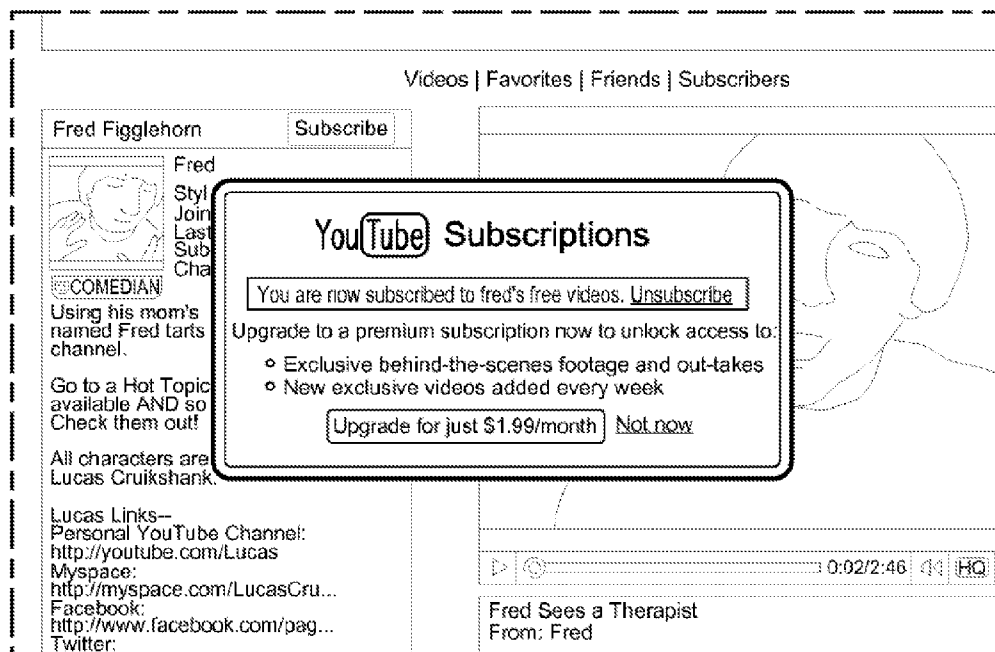 Videos | Favorites | Friends | Subscribers
Fred Figglehorn
Subscribe
Fred
Styl
Join
Last
Sub
Cha
COMEDIAN
Using his mom's
named Fred tarts
channel.
Go to a Hot Topic
available AND so
Check them out!
All characters are
Lucas Cruikshank.
Lucas Links--
Personal YouTube Channel:
http://youtube.com/Lucas
Myspace:
http://myspace.com/LucasCru...
Facebook:
http://www.facebook.com/pag...
Twitter:
YouTube Subscriptions
You are now subscribed to fred's free videos. Unsubscribe
Upgrade to a premium subscription now to unlock access to:
Exclusive behind-the-scenes footage and out-takes
New exclusive videos added every week
Upgrade for just $1.99/month Not now
0:02/2:46 HQ
Fred Sees a Therapist
From: Fred